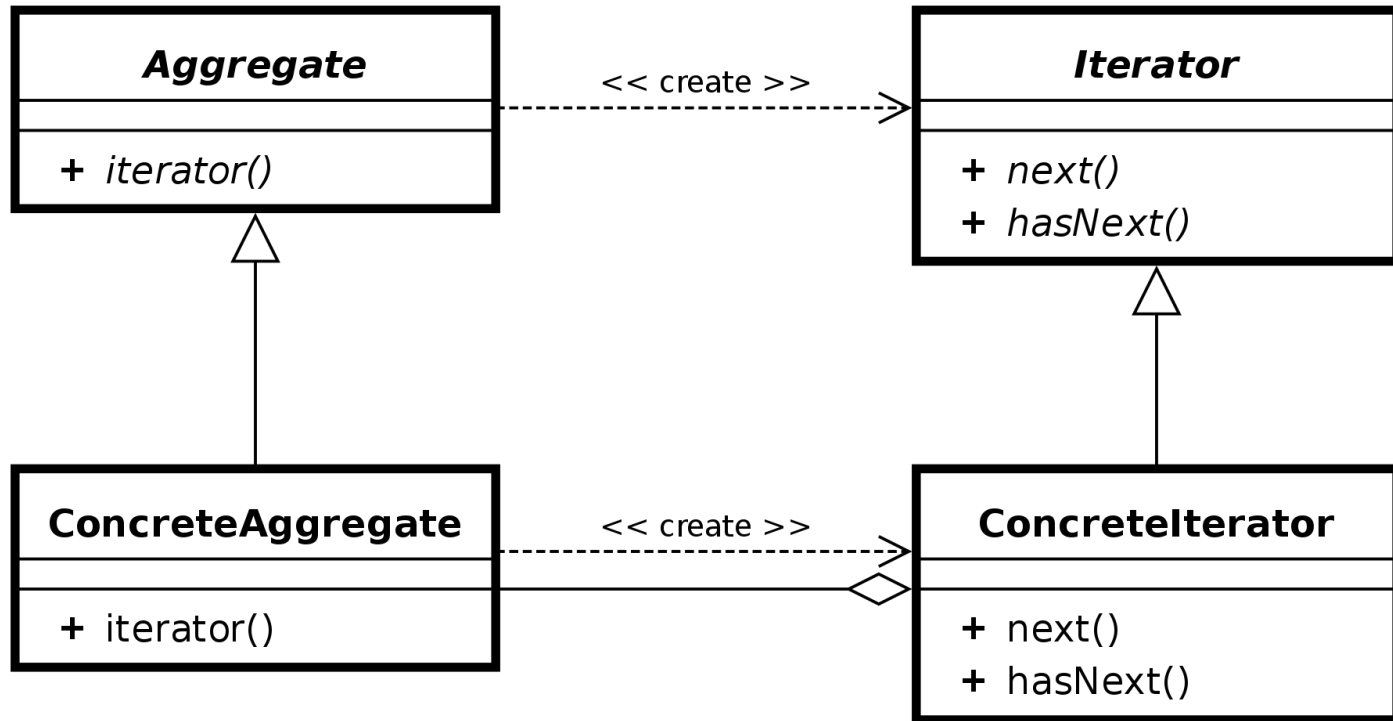 Aggregate
<< create >>
Iterator
+ iterator()
+ next()
+ hasNext()
ConcreteAggregate
<< create >>
ConcreteIterator
+ iterator()
+ next()
+ hasNext()